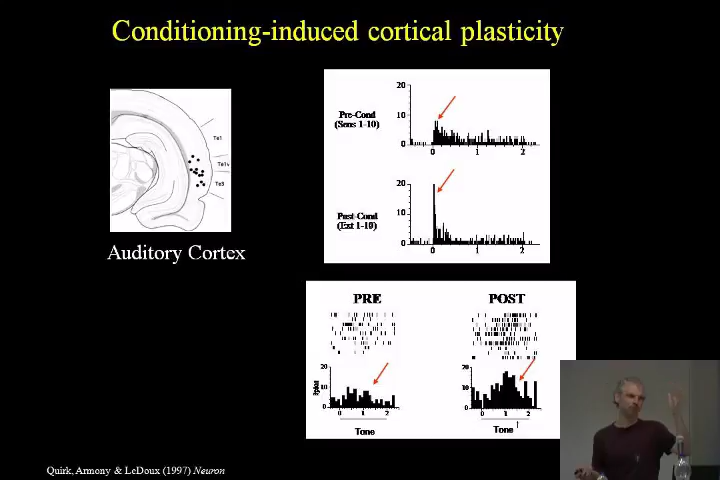 Conditioning-induced cortical plasticity
Te1
Te1v
Te3
Auditory Cortex
Pre-Cond
(Sens 1-10)
20
10
0
0 1 2
Post-Cond
(Ext 1-10)
20
10
0
0 1 2
PRE
20
10
0
0 1 2
Tone
POST
20
10
0
0 1 2
Tone
Quirk, Armony & LeDoux (1997) Neuron